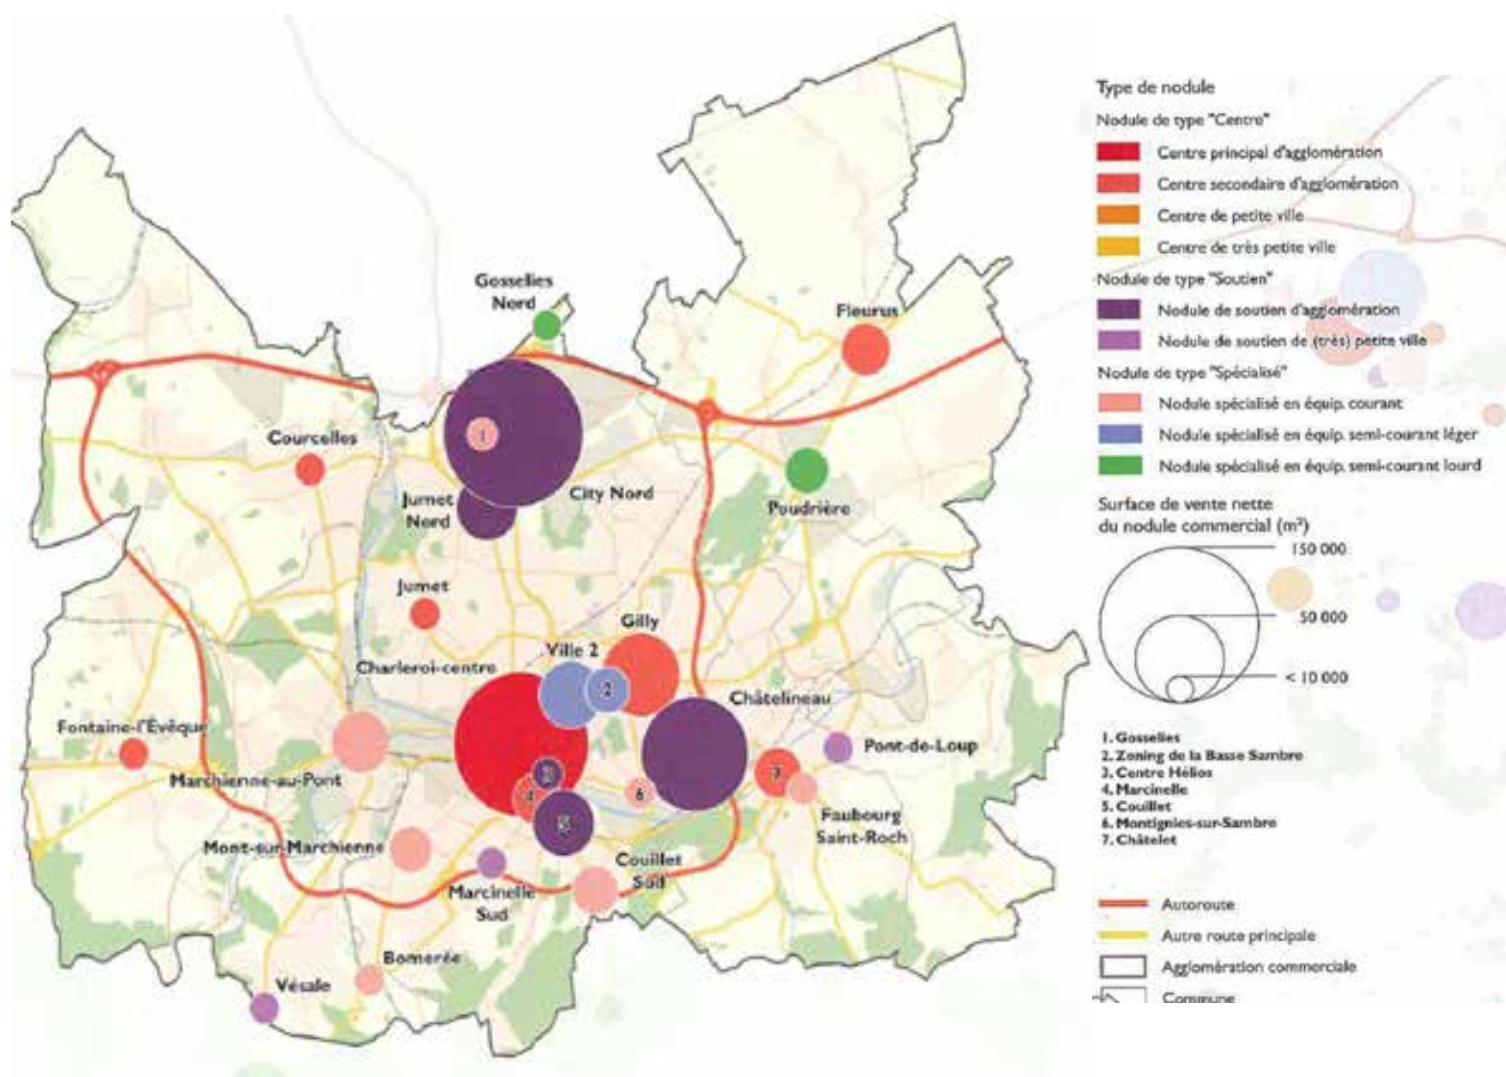 Gosselies
Nord
Fleurus
Courcelles
1
City Nord
Jumet
Nord
Poudrière
Jumet
Gilly
Ville 2
Charleroi-centre
2
Châtelineau
Fontaine-l'Évêque
Pont-de-Loup
Marchienne-au-Pont
3
7
4
6
5
Faubourg
Saint-Roch
Mont-sur-Marchienne
Couillet
Sud
Marcinelle
Sud
Bomerée
Vésale
Type de nodule
Nodule de type "Centre"
Centre principal d'agglomération
Centre secondaire d'agglomération
Centre de petite ville
Centre de très petite ville
Nodule de type "Soutien"
Nodule de soutien d'agglomération
Nodule de soutien de (très) petite ville
Nodule de type "Spécialisé"
Nodule spécialisé en équip. courant
Nodule spécialisé en équip. semi-courant léger
Nodule spécialisé en équip. semi-courant lourd
Surface de vente nette
du nodule commercial (m²)
150 000
50 000
< 10 000
1. Gosselies
2. Zoning de la Basse Sambre
3. Centre Hélios
4. Marcinelle
5. Couillet
6. Montignies-sur-Sambre
7. Châtelet
Autoroute
Autre route principale
Agglomération commerciale
Commune